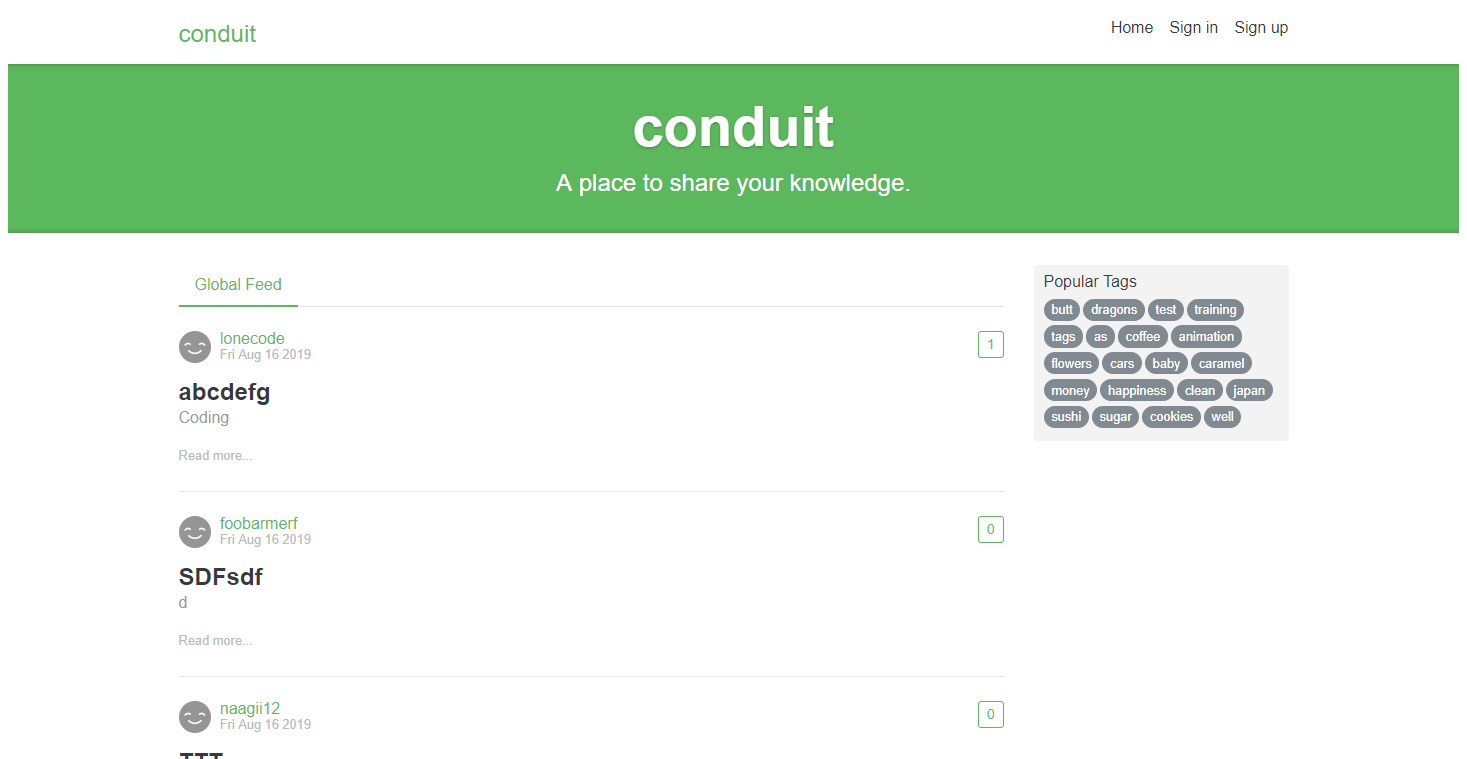 conduit
Home Sign in Sign up
conduit
A place to share your knowledge.
Global Feed
lonecode
Fri Aug 16 2019
1
abcdefg
Coding
Read more...
foobarmerf
Fri Aug 16 2019
0
SDFsdf
d
Read more...
naagii12
Fri Aug 16 2019
0
TTT
Popular Tags
butt dragons test training
tags as coffee animation
flowers cars baby caramel
money happiness clean japan
sushi sugar cookies well